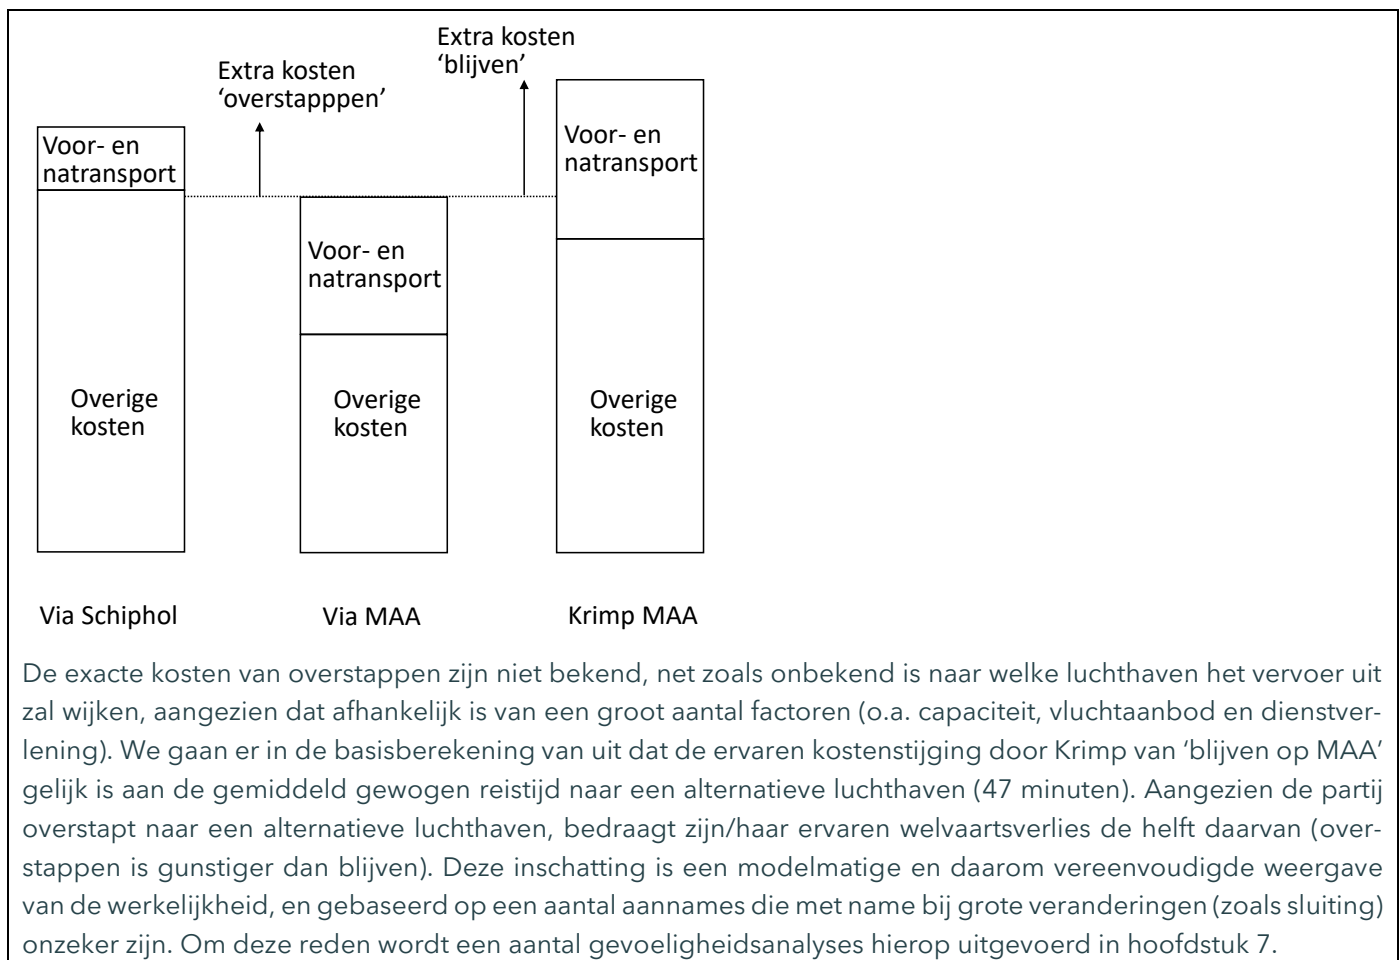 Extra kosten
‘blijven’
Extra kosten
‘overstapppen’
Voor- en
natransport
Voor- en
natransport
Voor- en
natransport
Overige
kosten
Overige
kosten
Overige
kosten
Via Schiphol
Via MAA
Krimp MAA
De exacte kosten van overstappen zijn niet bekend, net zoals onbekend is naar welke luchthaven het vervoer uit
zal wijken, aangezien dat afhankelijk is van een groot aantal factoren (o.a. capaciteit, vluchtaanbod en dienstver-
lening). We gaan er in de basisberekening van uit dat de ervaren kostenstijging door Krimp van ‘blijven op MAA’
gelijk is aan de gemiddeld gewogen reistijd naar een alternatieve luchthaven (47 minuten). Aangezien de partij
overstapt naar een alternatieve luchthaven, bedraagt zijn/haar ervaren welvaartsverlies de helft daarvan (over-
stappen is gunstiger dan blijven). Deze inschatting is een modelmatige en daarom vereenvoudigde weergave
van de werkelijkheid, en gebaseerd op een aantal aannames die met name bij grote veranderingen (zoals sluiting)
onzeker zijn. Om deze reden wordt een aantal gevoeligheidsanalyses hierop uitgevoerd in hoofdstuk 7.